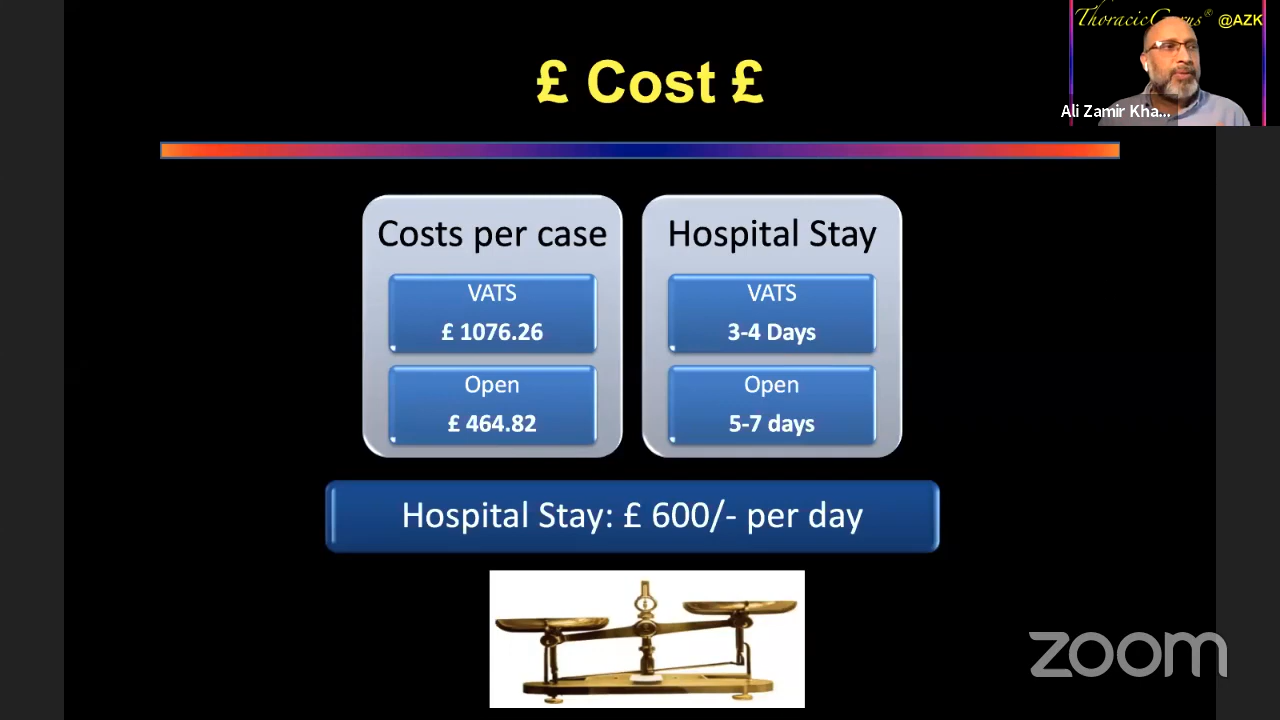 ThoracicGurus® @AZK
Ali Zamir Kha...
£ Cost £
Costs per case
VATS
£ 1076.26
Open
£ 464.82
Hospital Stay
VATS
3-4 Days
Open
5-7 days
Hospital Stay: £ 600/- per day
zoom